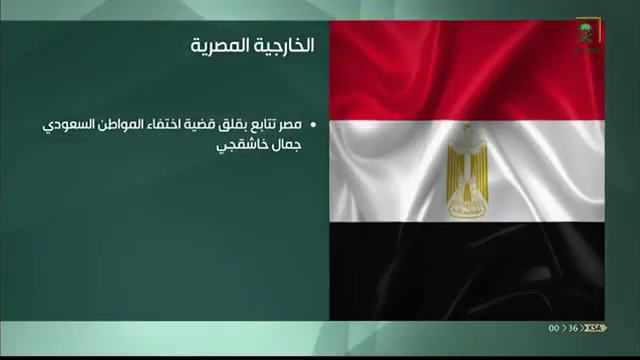 الخارجية المصرية
• مصر تتابع بقلق قضية اختفاء المواطن السعودي
جمال خاشقجي
00 36 KSA